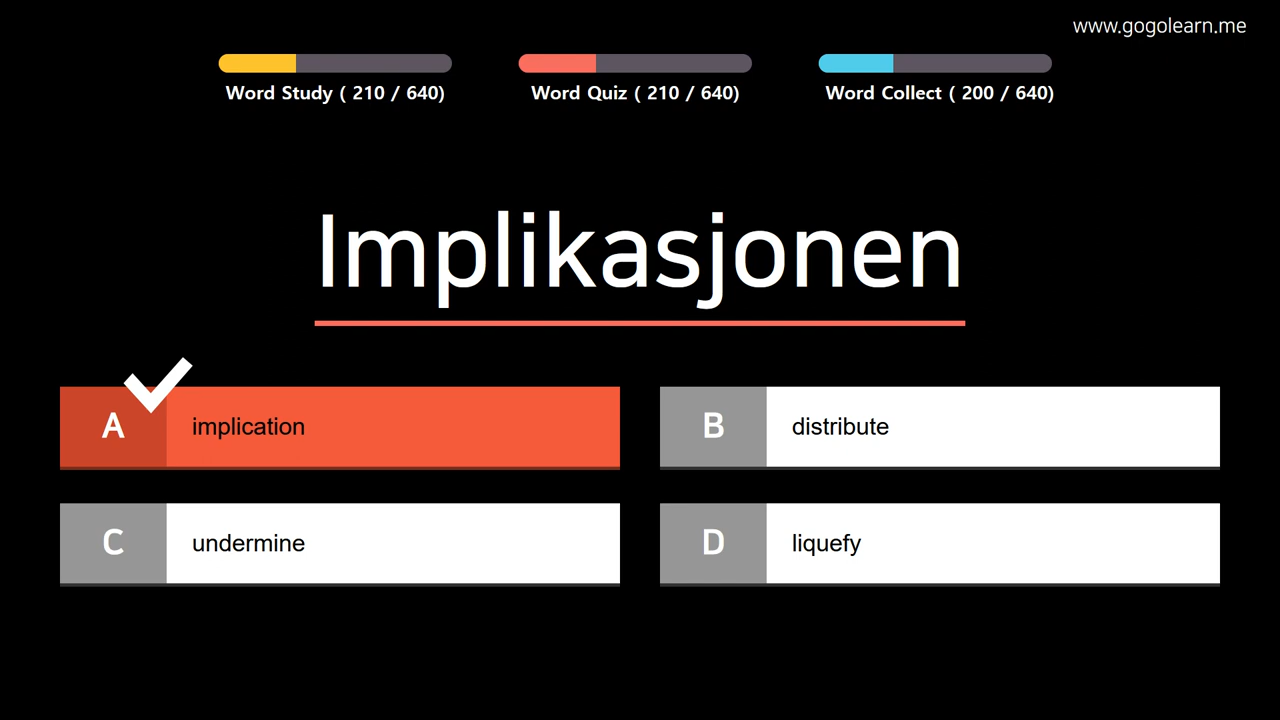 www.gogolearn.me
Word Study ( 210 / 640)
Word Quiz ( 210 / 640)
Word Collect ( 200 / 640)
Implikasjonen
A implication
B distribute
C undermine
D liquefy